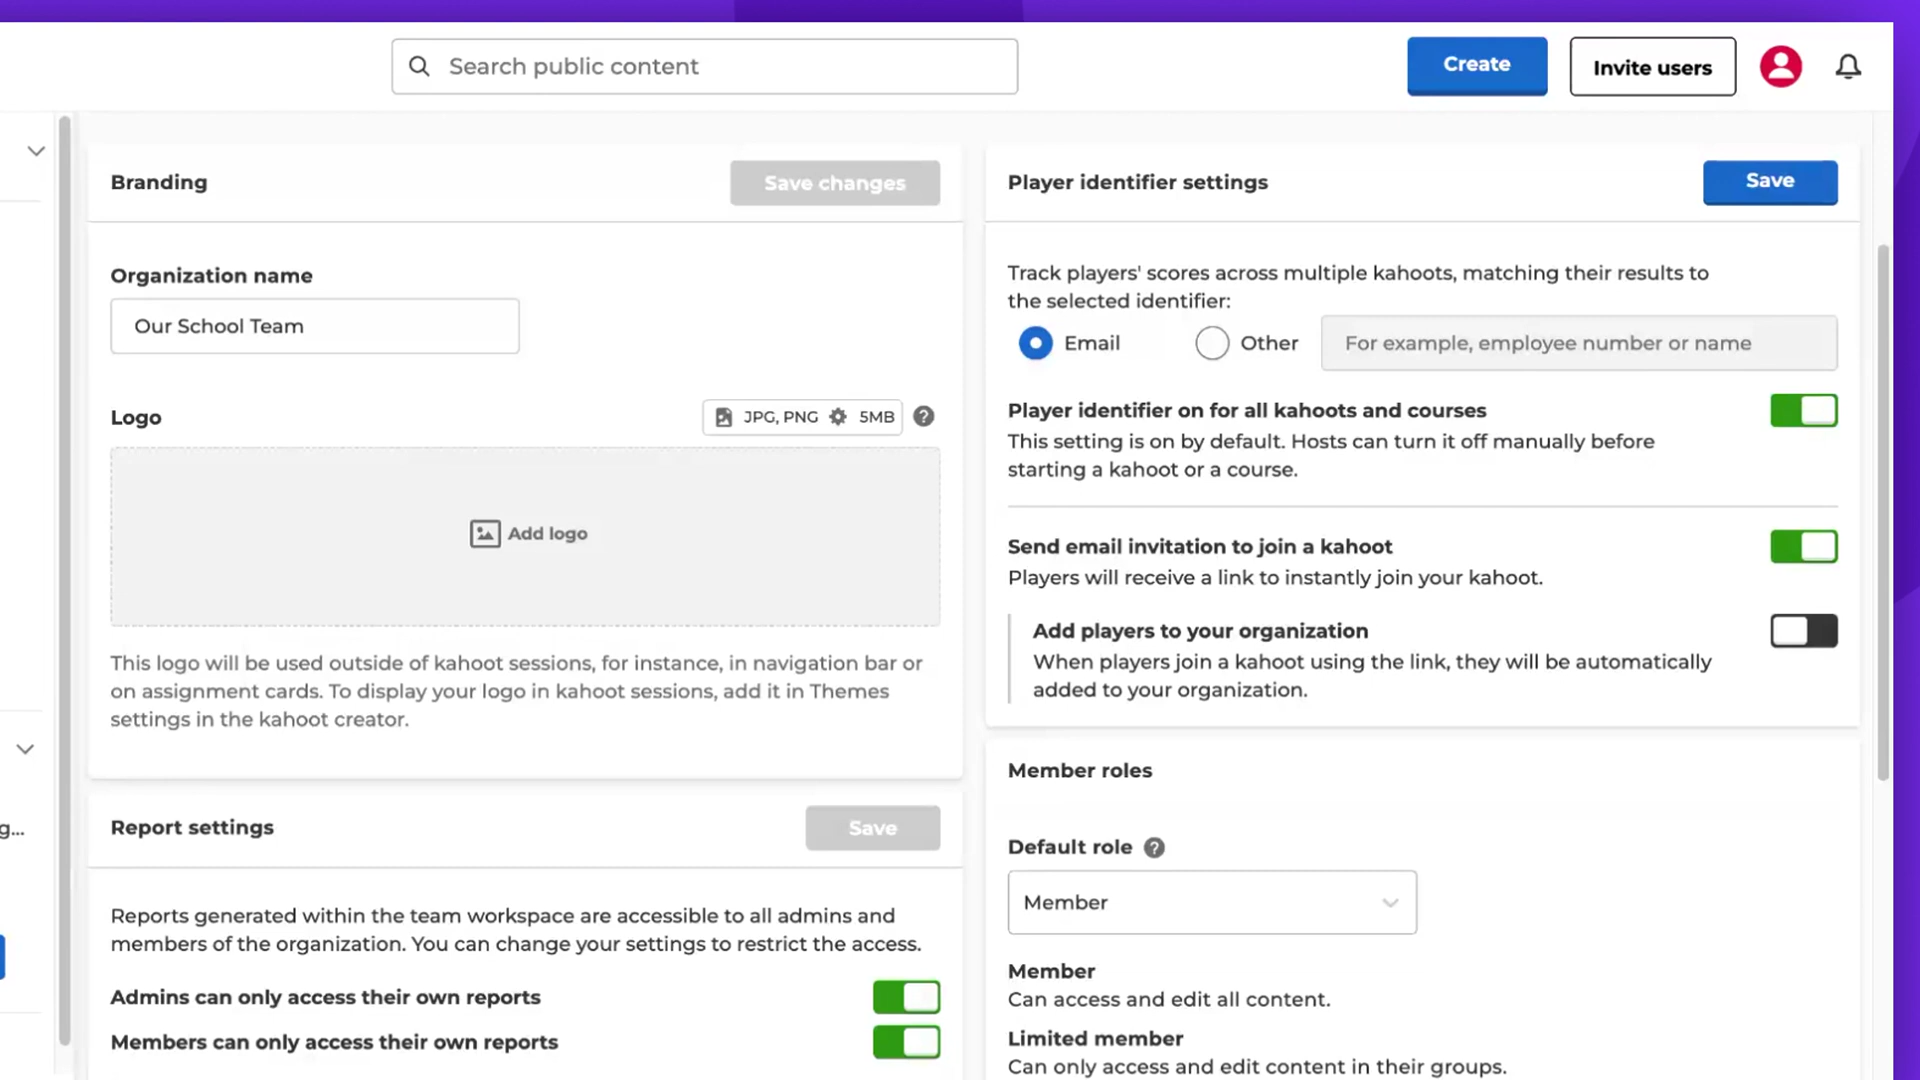 Search public content
Create
Invite users
Branding
Save changes
Organization name
Our School Team
Logo
JPG, PNG 5MB
Add logo
This logo will be used outside of kahoot sessions, for instance, in navigation bar or
on assignment cards. To display your logo in kahoot sessions, add it in Themes
settings in the kahoot creator.
g...
Report settings
Save
Reports generated within the team workspace are accessible to all admins and
members of the organization. You can change your settings to restrict the access.
Admins can only access their own reports
Members can only access their own reports
Player identifier settings
Save
Track players' scores across multiple kahoots, matching their results to
the selected identifier:
Email
Other
For example, employee number or name
Player identifier on for all kahoots and courses
This setting is on by default. Hosts can turn it off manually before
starting a kahoot or a course.
Send email invitation to join a kahoot
Players will receive a link to instantly join your kahoot.
Add players to your organization
When players join a kahoot using the link, they will be automatically
added to your organization.
Member roles
Default role
Member
Member
Can access and edit all content.
Limited member
Can only access and edit content in their groups.